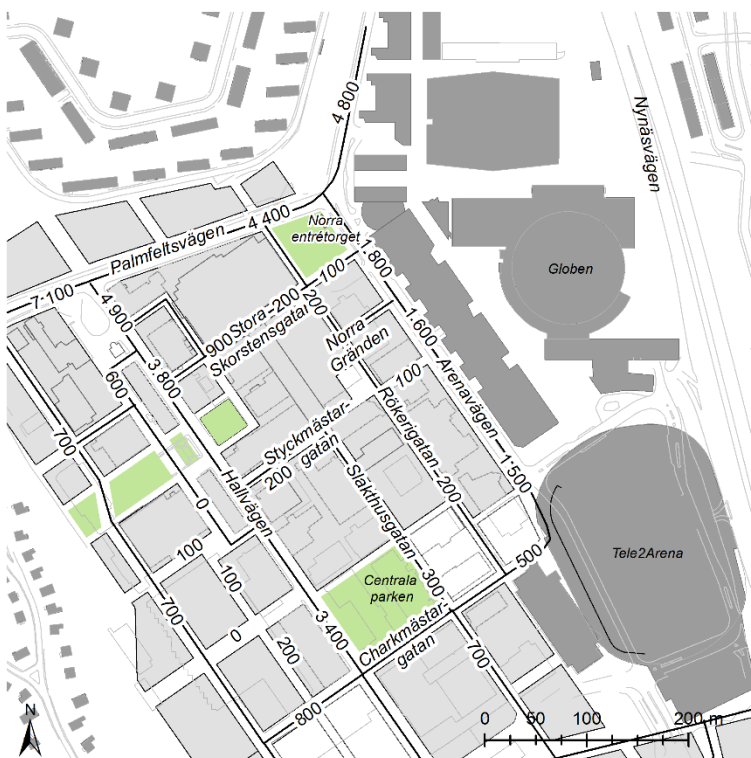 4 800
Nynäsvägen
Norra
entrétorget
4 400
Palmfeltsvägen
7 100
1 800
Globen
100
200
Stora
200
900
Skorstensgatan
4 900
3 800
1 600
Norra
Gränden
Arenavägen
600
100
Styckmästar-
gatan
200
Rökerigatan
700
1 500
Hallvägen
Slakthusgatan
200
0
500
Tele2Arena
100
100
Centrala
parken
300
Charkmästar-
gatan
700
0
200
3 400
700
800
N
0 50 100 200 m